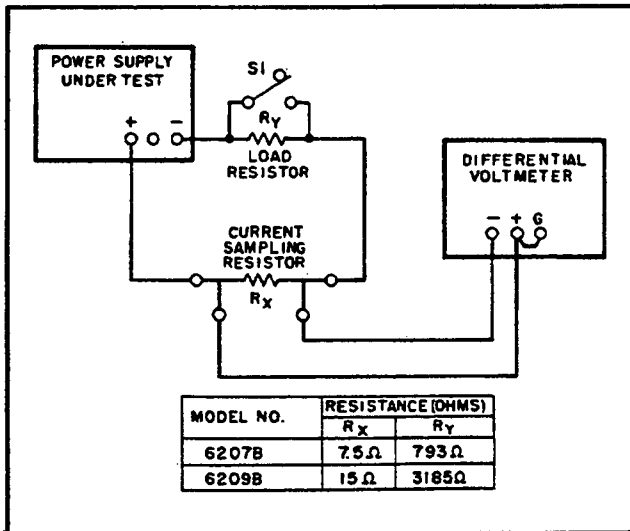 POWER SUPPLY
UNDER TEST
+ -
S1
RY
LOAD
RESISTOR
DIFFERENTIAL
VOLTMETER
- + G
CURRENT
SAMPLING
RESISTOR
RX
MODEL NO. RESISTANCE (OHMS)
RX RY
6207B 7.5Ω 793Ω
6209B 15Ω 3185Ω